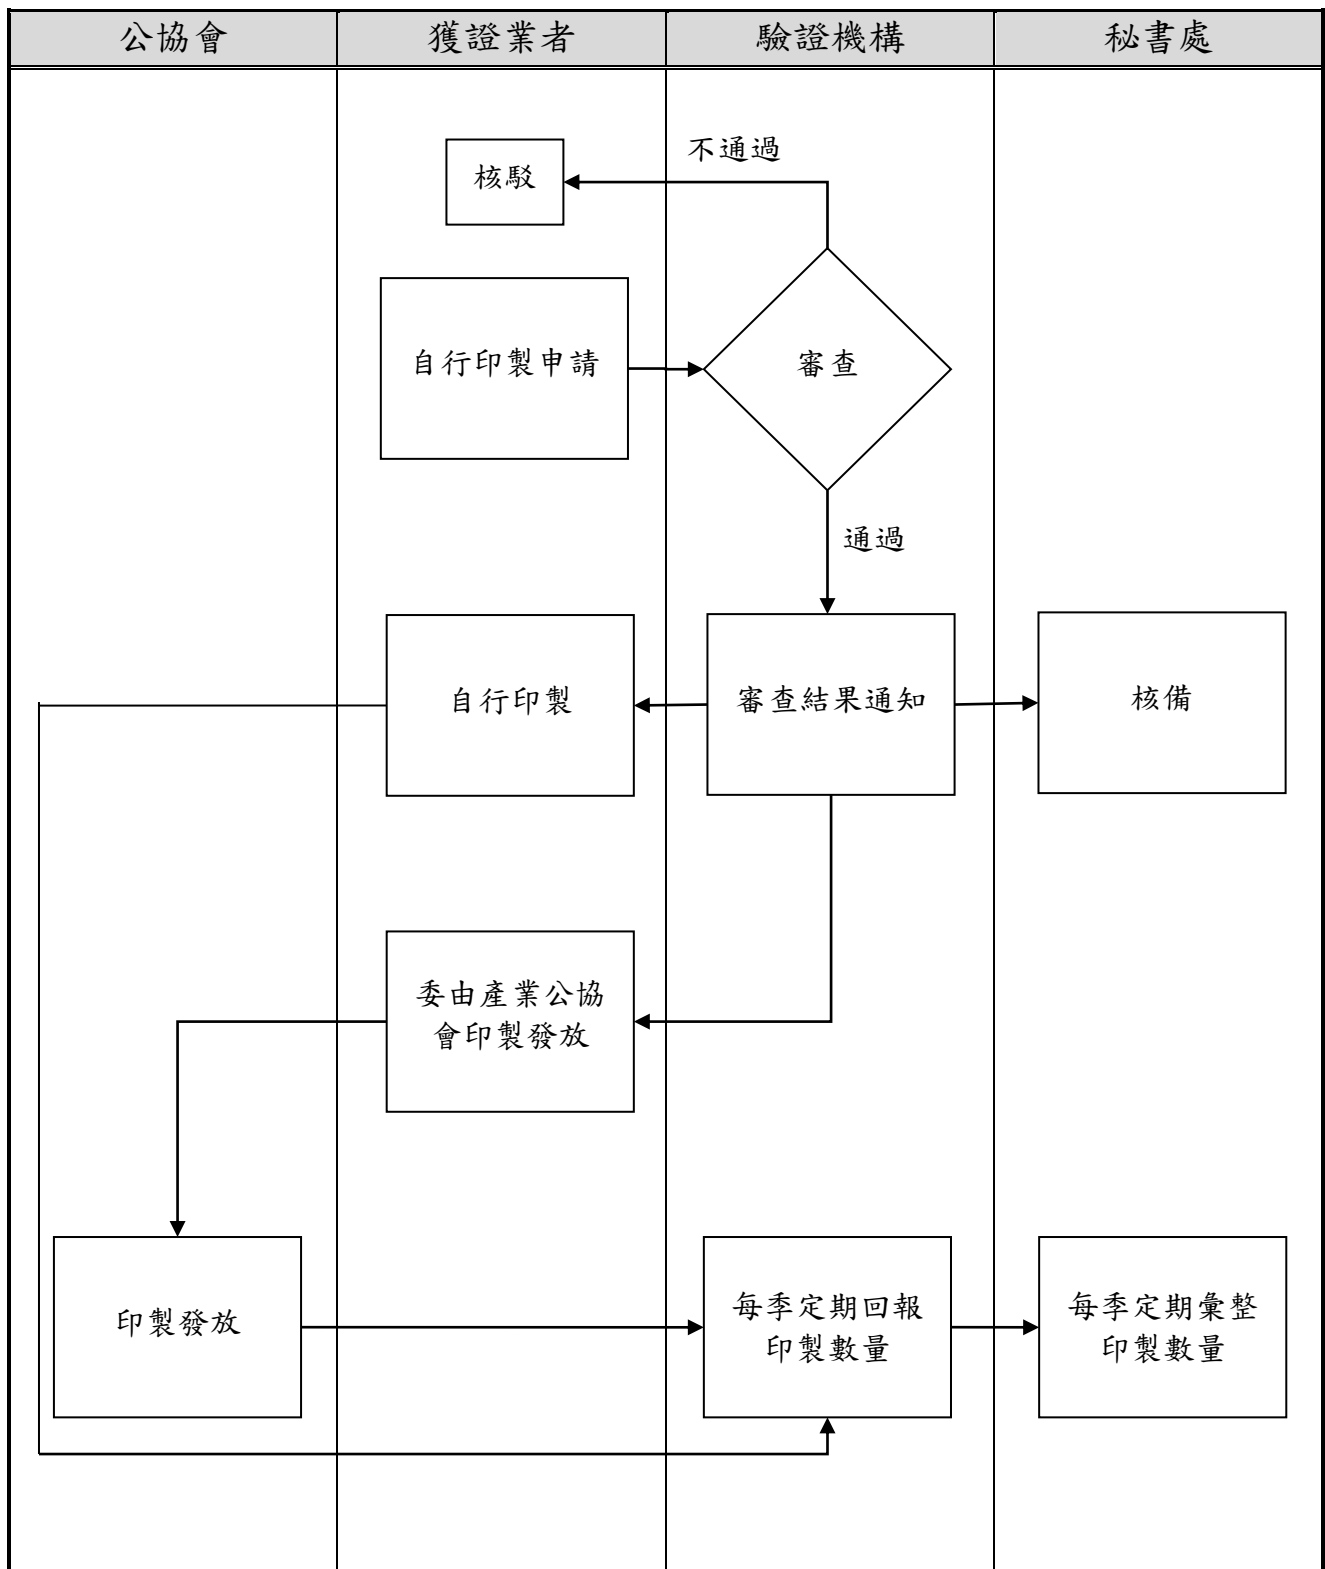 公協會
獲證業者
驗證機構
秘書處
不通過
核駁
自行印製申請
審查
通過
自行印製
審查結果通知
核備
委由產業公協
會印製發放
印製發放
每季定期回報
印製數量
每季定期彙整
印製數量